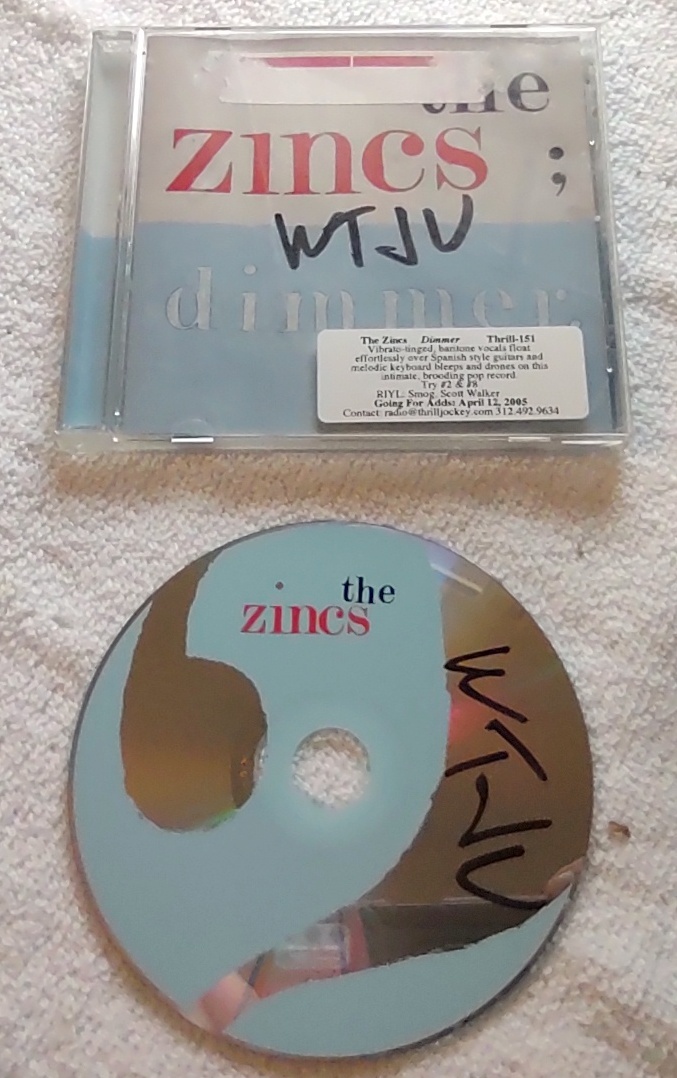 the
zincs ;
WTJU
dimmer.
The Zincs Dimmer Thrill-151
Vibrato-tinged, baritone vocals float
effortlessly over Spanish style guitars and
melodic keyboard bleeps and drones on this
intimate, brooding pop record.
Try #2 & #8
RIYL: Smog, Scott Walker
Going For Adds: April 12, 2005
Contact: radio@thrilljockey.com 312.492.9634
the
zincs
WTJU